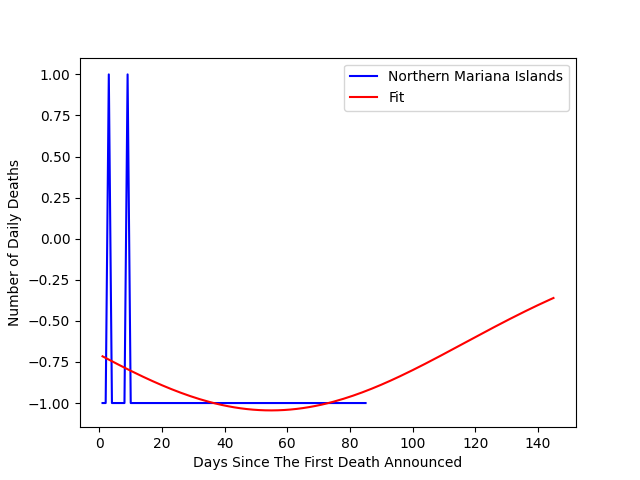 Northern Mariana Islands
Fit
1.00
0.75
0.50
0.25
0.00
−0.25
−0.50
−0.75
−1.00
Number of Daily Deaths
0 20 40 60 80 100 120 140
Days Since The First Death Announced